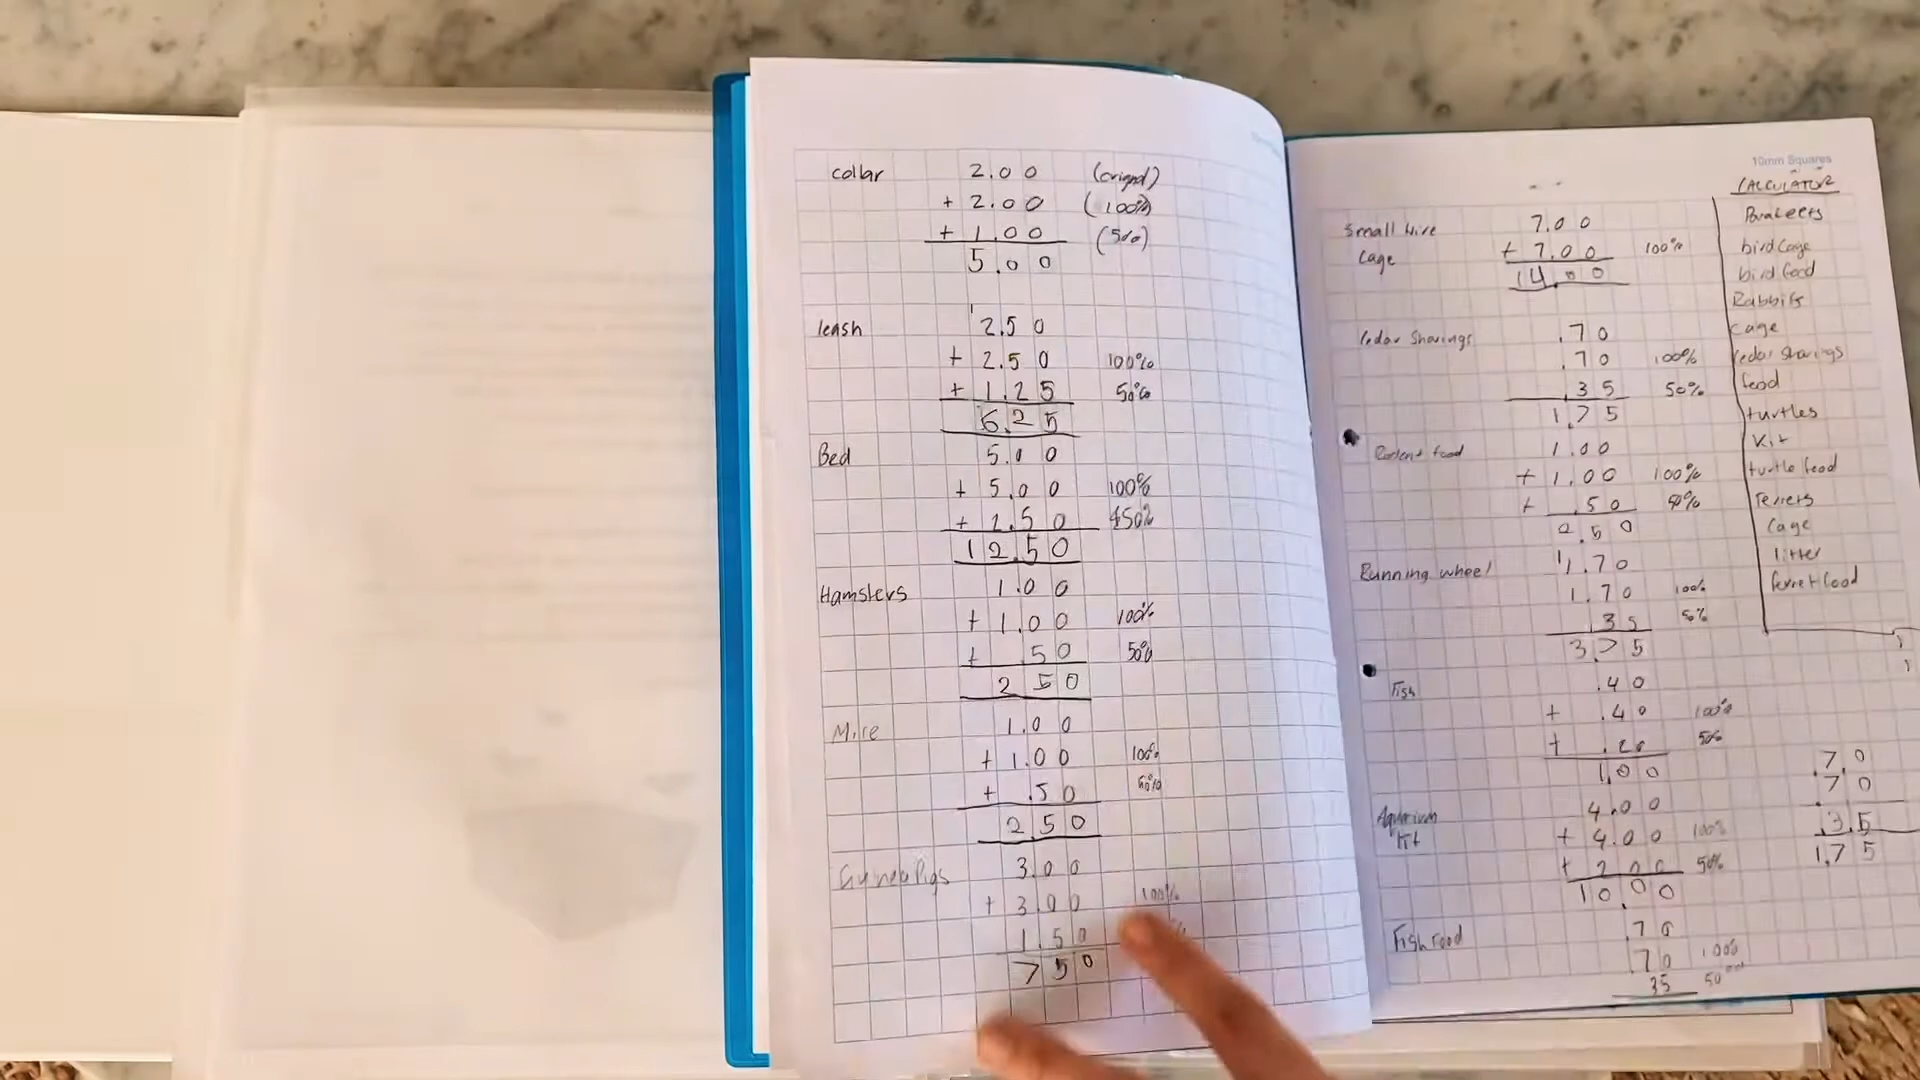 collar 2.00 (orignal)
+ 2.00 (100%)
+ 1.00 (50%)
5.00
leash 1
2.50
+ 2.50 100%
+ 1.25 50%
6.25
Bed 5.00
+ 5.00 100%
+ 2.50 50%
12.50
Hamsters 1.00
+ 1.00 100%
+ .50 50%
2 50
Mice 1.00
+ 1.00 100%
+ .50 50%
2 50
Pigs 3.00
+ 3.00 100%
1.50 %
7 50
10mm Squares
Small Wire 7.00
cage + 7.00 100%
14.00
cedar Shavings .70
.70 100%
.35 50%
1.75
Rodent food 1.00
+ 1.00 100%
+ .50 50%
2.50
Running wheel 1.70
1.70 100%
.35 50%
3.75
Fish .40
+ .40 100%
+ .20 50%
1.00
Aquarium 4.00
Kit + 4.00 100%
+ 2.00 50%
10.00
Fish Food .70
70 100%
35 50%
CALCULATOR
Parakeets
bird cage
bird food
Rabbits
cage
cedar shavings
food
turtles
Kit
turtle food
Ferrets
Cage
litter
ferret food
.70
.70
.35
1.75